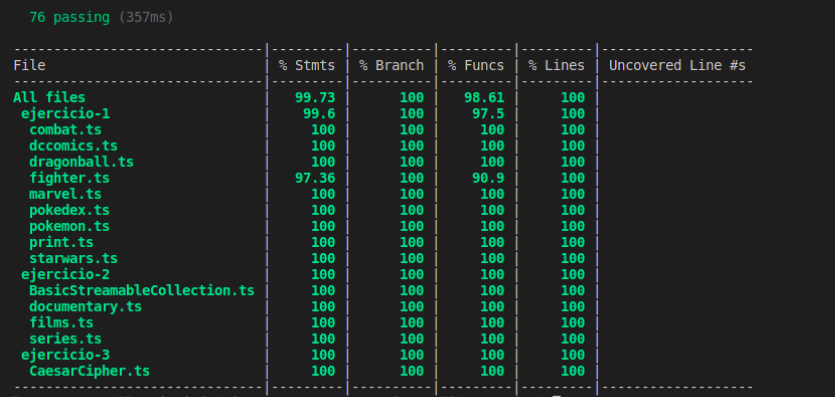 76 passing (357ms)
-------------------------------|---------|----------|---------|---------|-------------------
File                           | % Stmts | % Branch | % Funcs | % Lines | Uncovered Line #s
-------------------------------|---------|----------|---------|---------|-------------------
All files                      |   99.73 |      100 |   98.61 |     100 |
 ejercicio-1                   |    99.6 |      100 |    97.5 |     100 |
  combat.ts                    |     100 |      100 |     100 |     100 |
  dccomics.ts                  |     100 |      100 |     100 |     100 |
  dragonball.ts                |     100 |      100 |     100 |     100 |
  fighter.ts                   |   97.36 |      100 |    90.9 |     100 |
  marvel.ts                    |     100 |      100 |     100 |     100 |
  pokedex.ts                   |     100 |      100 |     100 |     100 |
  pokemon.ts                   |     100 |      100 |     100 |     100 |
  print.ts                     |     100 |      100 |     100 |     100 |
  starwars.ts                  |     100 |      100 |     100 |     100 |
 ejercicio-2                   |     100 |      100 |     100 |     100 |
  BasicStreamableCollection.ts |     100 |      100 |     100 |     100 |
  documentary.ts               |     100 |      100 |     100 |     100 |
  films.ts                     |     100 |      100 |     100 |     100 |
  series.ts                    |     100 |      100 |     100 |     100 |
 ejercicio-3                   |     100 |      100 |     100 |     100 |
  CaesarCipher.ts              |     100 |      100 |     100 |     100 |
-------------------------------|---------|----------|---------|---------|-------------------